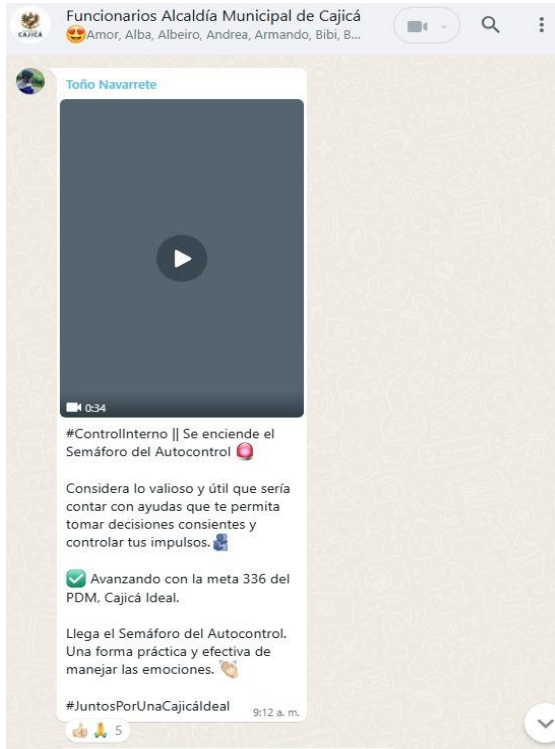 Funcionarios Alcaldía Municipal de Cajicá
😍Amor, Alba, Albeiro, Andrea, Armando, Bibi, B...
CAJICÁ
Toño Navarrete
0:34
#ControlInterno || Se enciende el
Semáforo del Autocontrol 🚨
Considera lo valioso y útil que sería
contar con ayudas que te permita
tomar decisiones consientes y
controlar tus impulsos.🫂
✅ Avanzando con la meta 336 del
PDM, Cajicá Ideal.
Llega el Semáforo del Autocontrol.
Una forma práctica y efectiva de
manejar las emociones. 👏🏻
#JuntosPorUnaCajicáIdeal
9:12 a. m.
👍🏻🙏 5